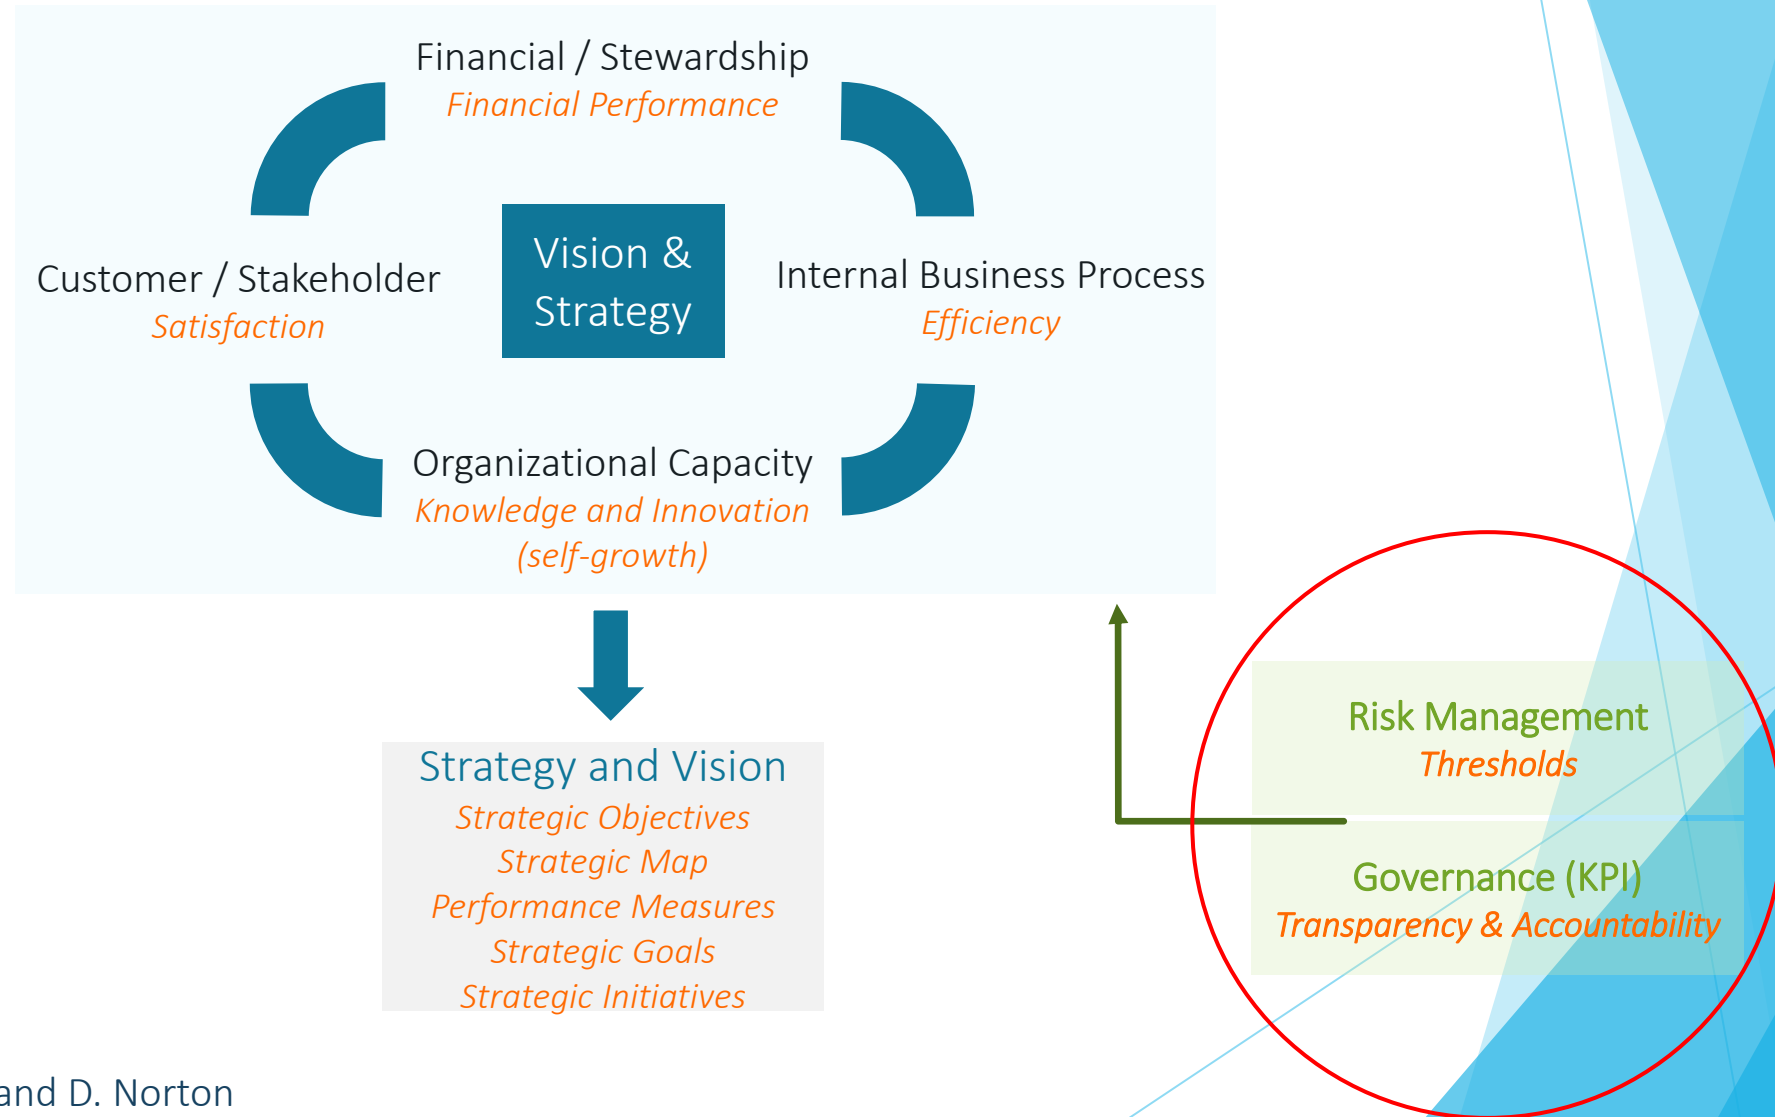 Financial / Stewardship
Financial Performance
Vision &
Strategy
Customer / Stakeholder
Satisfaction
Internal Business Process
Efficiency
Organizational Capacity
Knowledge and Innovation
(self-growth)
Strategy and Vision
Strategic Objectives
Strategic Map
Performance Measures
Strategic Goals
Strategic Initiatives
Risk Management
Thresholds
Governance (KPI)
Transparency & Accountability
and D. Norton